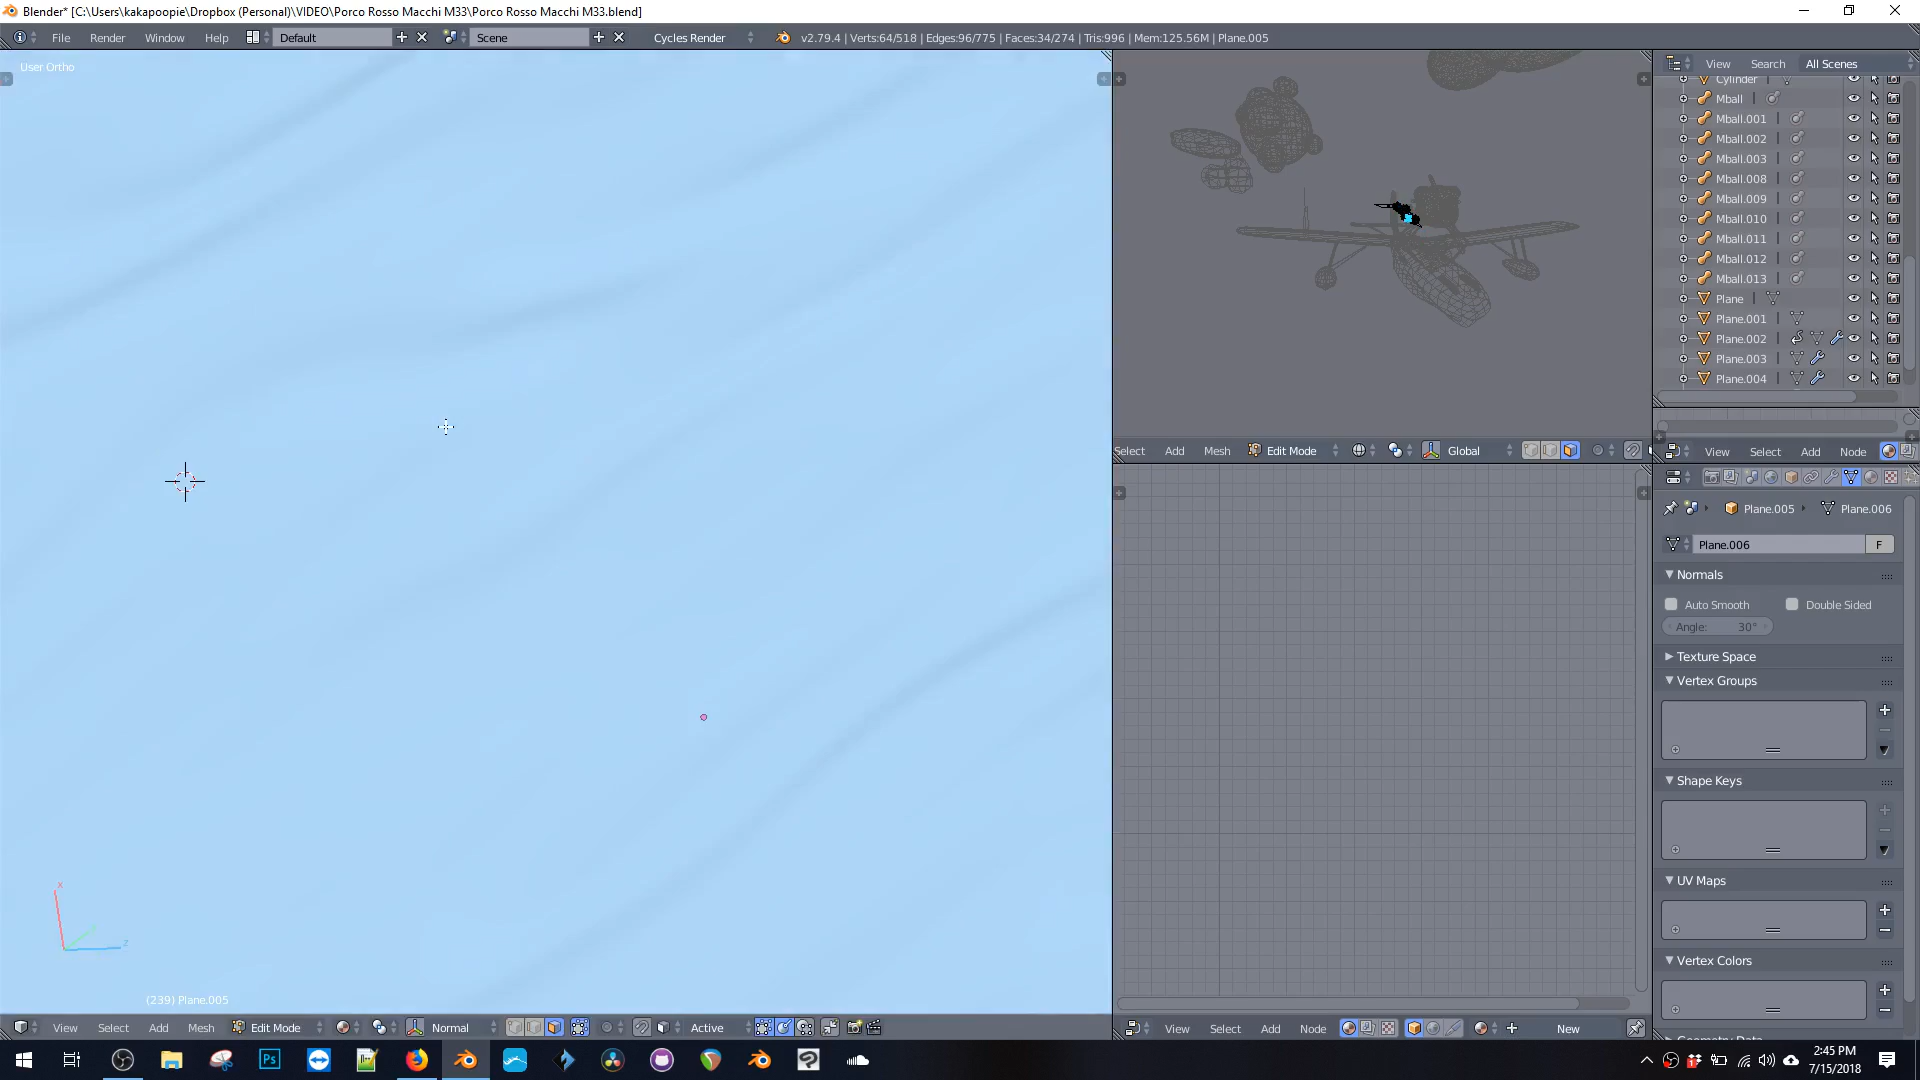 Blender* [C:\Users\kakapoopie\Dropbox (Personal)\VIDEO\Porco Rosso Macchi M33\Porco Rosso Macchi M33.blend]
File Render Window Help Default Scene Cycles Render v2.79.4 | Verts:64/518 | Edges:96/775 | Faces:34/274 | Tris:996 | Mem:125.56M | Plane.005
User Ortho
View Search All Scenes
Cylinder
Mball
Mball.001
Mball.002
Mball.003
Mball.008
Mball.009
Mball.010
Mball.011
Mball.012
Mball.013
Plane
Plane.001
Plane.002
Plane.003
Plane.004
Select Add Mesh Edit Mode Global
View Select Add Node
Plane.005 Plane.006
Plane.006 F
Normals
Auto Smooth Double Sided
Angle: 30°
Texture Space
Vertex Groups
Shape Keys
UV Maps
Vertex Colors
x
z
(239) Plane.005
View Select Add Mesh Edit Mode Normal Active
View Select Add Node New
Ps
2:45 PM
7/15/2018